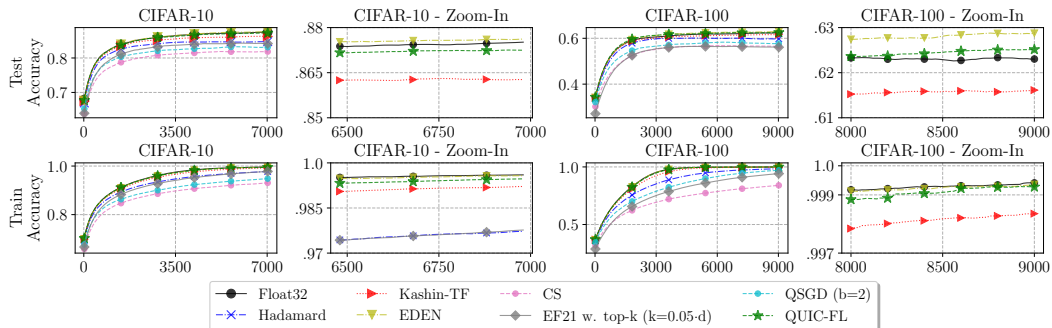 CIFAR-10
CIFAR-10 - Zoom-In
CIFAR-100
CIFAR-100 - Zoom-In
Test
Accuracy
0.8
0.7
0
3500
7000
.88
.865
.85
6500
6750
7000
0.6
0.4
0
3000
6000
9000
63
62
61
8000
8500
9000
CIFAR-10
CIFAR-10 - Zoom-In
CIFAR-100
CIFAR-100 - Zoom-In
Train
Accuracy
1.0
0.8
0
3500
7000
1.0
.985
.97
6500
6750
7000
1.0
0.5
0
3000
6000
9000
1.0
.999
.997
8000
8500
9000
Float32
Kashin-TF
CS
QSGD (b=2)
Hadamard
EDEN
EF21 w. top-k (k=0.05·d)
QUIC-FL